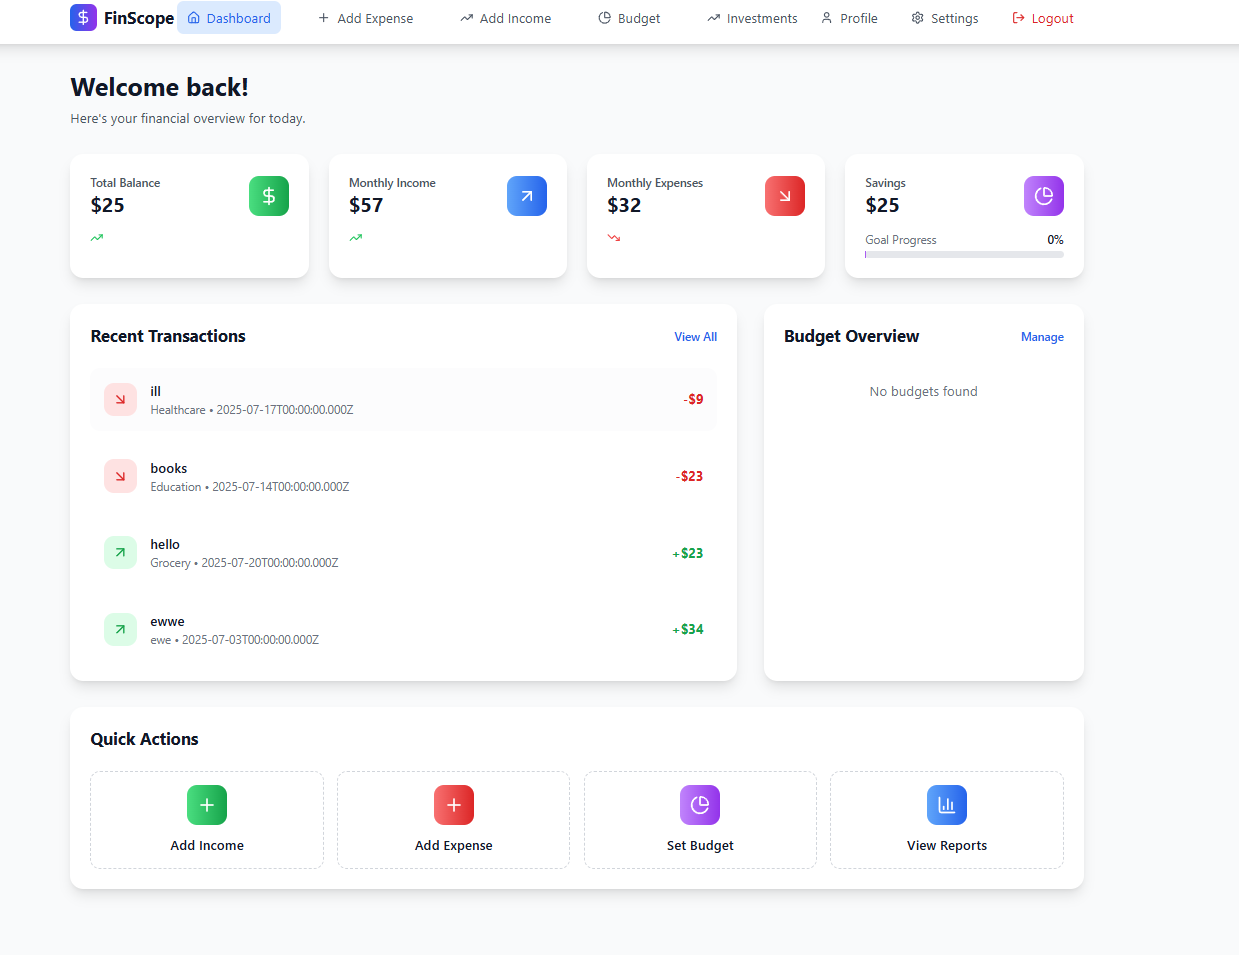 FinScope Dashboard Add Expense Add Income Budget Investments Profile Settings Logout
Welcome back!
Here's your financial overview for today.
Total Balance
$25
Monthly Income
$57
Monthly Expenses
$32
Savings
$25
Goal Progress 0%
Recent Transactions View All
ill
Healthcare • 2025-07-17T00:00:00.000Z
-$9
books
Education • 2025-07-14T00:00:00.000Z
-$23
hello
Grocery • 2025-07-20T00:00:00.000Z
+$23
ewwe
ewe • 2025-07-03T00:00:00.000Z
+$34
Budget Overview Manage
No budgets found
Quick Actions
Add Income
Add Expense
Set Budget
View Reports